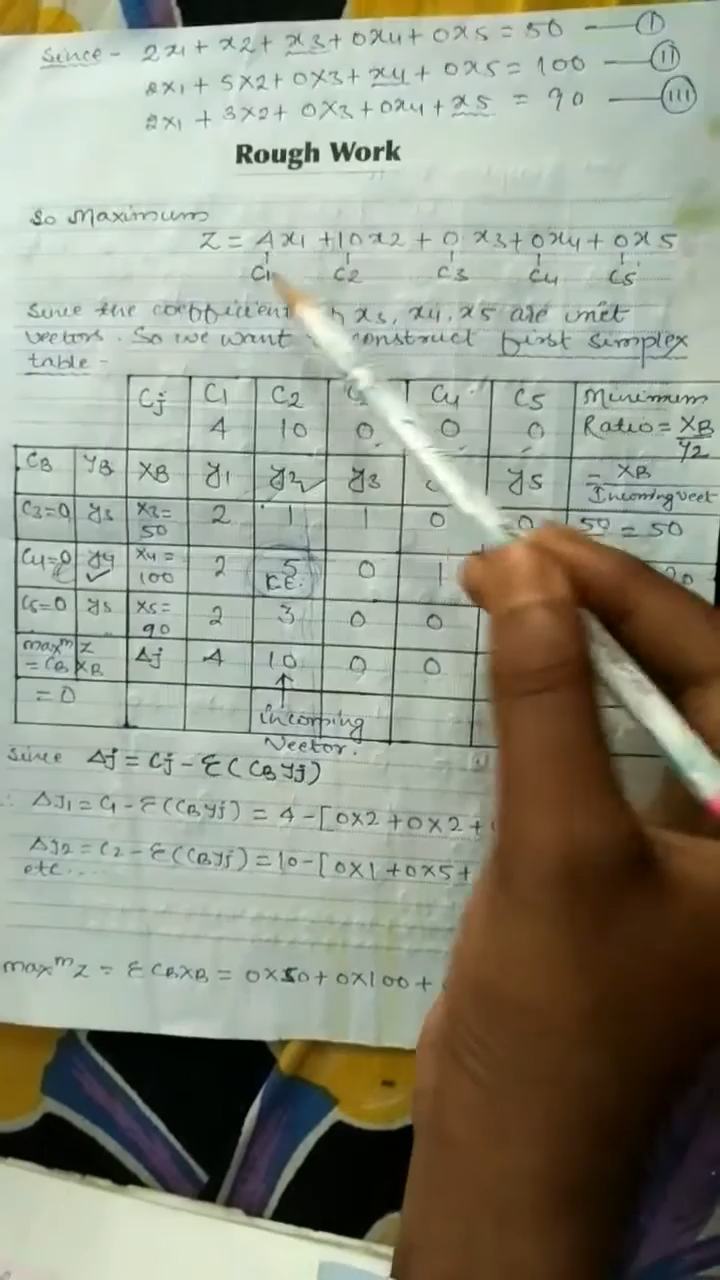 Since - 2x1 + x2 + x3 + 0x4 + 0x5 = 50 — (I)
2x1 + 5x2 + 0x3 + x4 + 0x5 = 100 — (II)
2x1 + 3x2 + 0x3 + 0x4 + x5 = 90 — (III)
Rough Work
So Maximum
Z = 4x1 + 10x2 + 0 x3 + 0x4 + 0x5
C1 C2 C3 C4 C5
Since the coefficient x3, x4, x5 are unit
vectors. So we want construct first simplex
table -
Cj C1 C2 C4 C5 Minimum
4 10 0 0 0 Ratio = XB/Y2
CB YB XB y1 y2 y3 y5 = XB/Incoming vect
C3=0 y3 x3=50 2 1 1 0 0 50 = 50
C4=0 y4 x4=100 2 5 K.E. 0 1 20
C5=0 y5 x5=90 2 3 0 0
max^m Z = CB XB Δj 4 10 0 0
= 0
↑
Incoming
Vector.
Since Δj = Cj - Σ(CB Yj)
∴ Δj1 = C1 - Σ(CB Yj) = 4 - [0x2 + 0x2 +
Δj2 = C2 - Σ(CB Yj) = 10 - [0x1 + 0x5 +
etc....
max^m Z = Σ CB XB = 0x50 + 0x100 +